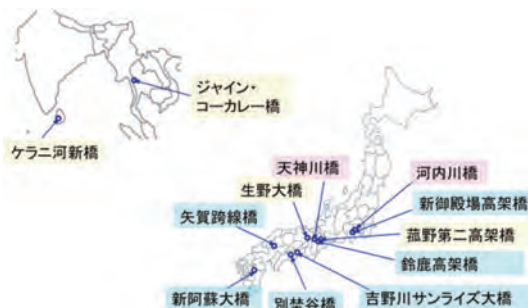 ジャイン・
コーカレー橋
ケラニ河新橋
天神川橋
河内川橋
生野大橋
新御殿場高架橋
矢賀跨線橋
菰野第二高架橋
鈴鹿高架橋
新阿蘇大橋
別埜谷橋
吉野川サンライズ大橋